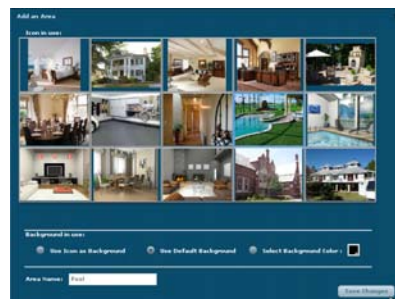 Add an Area
Icon in use:
Background in use:
Use Icon as Background Use Default Background Select Background Color :
Area Name: Pool
Save Changes